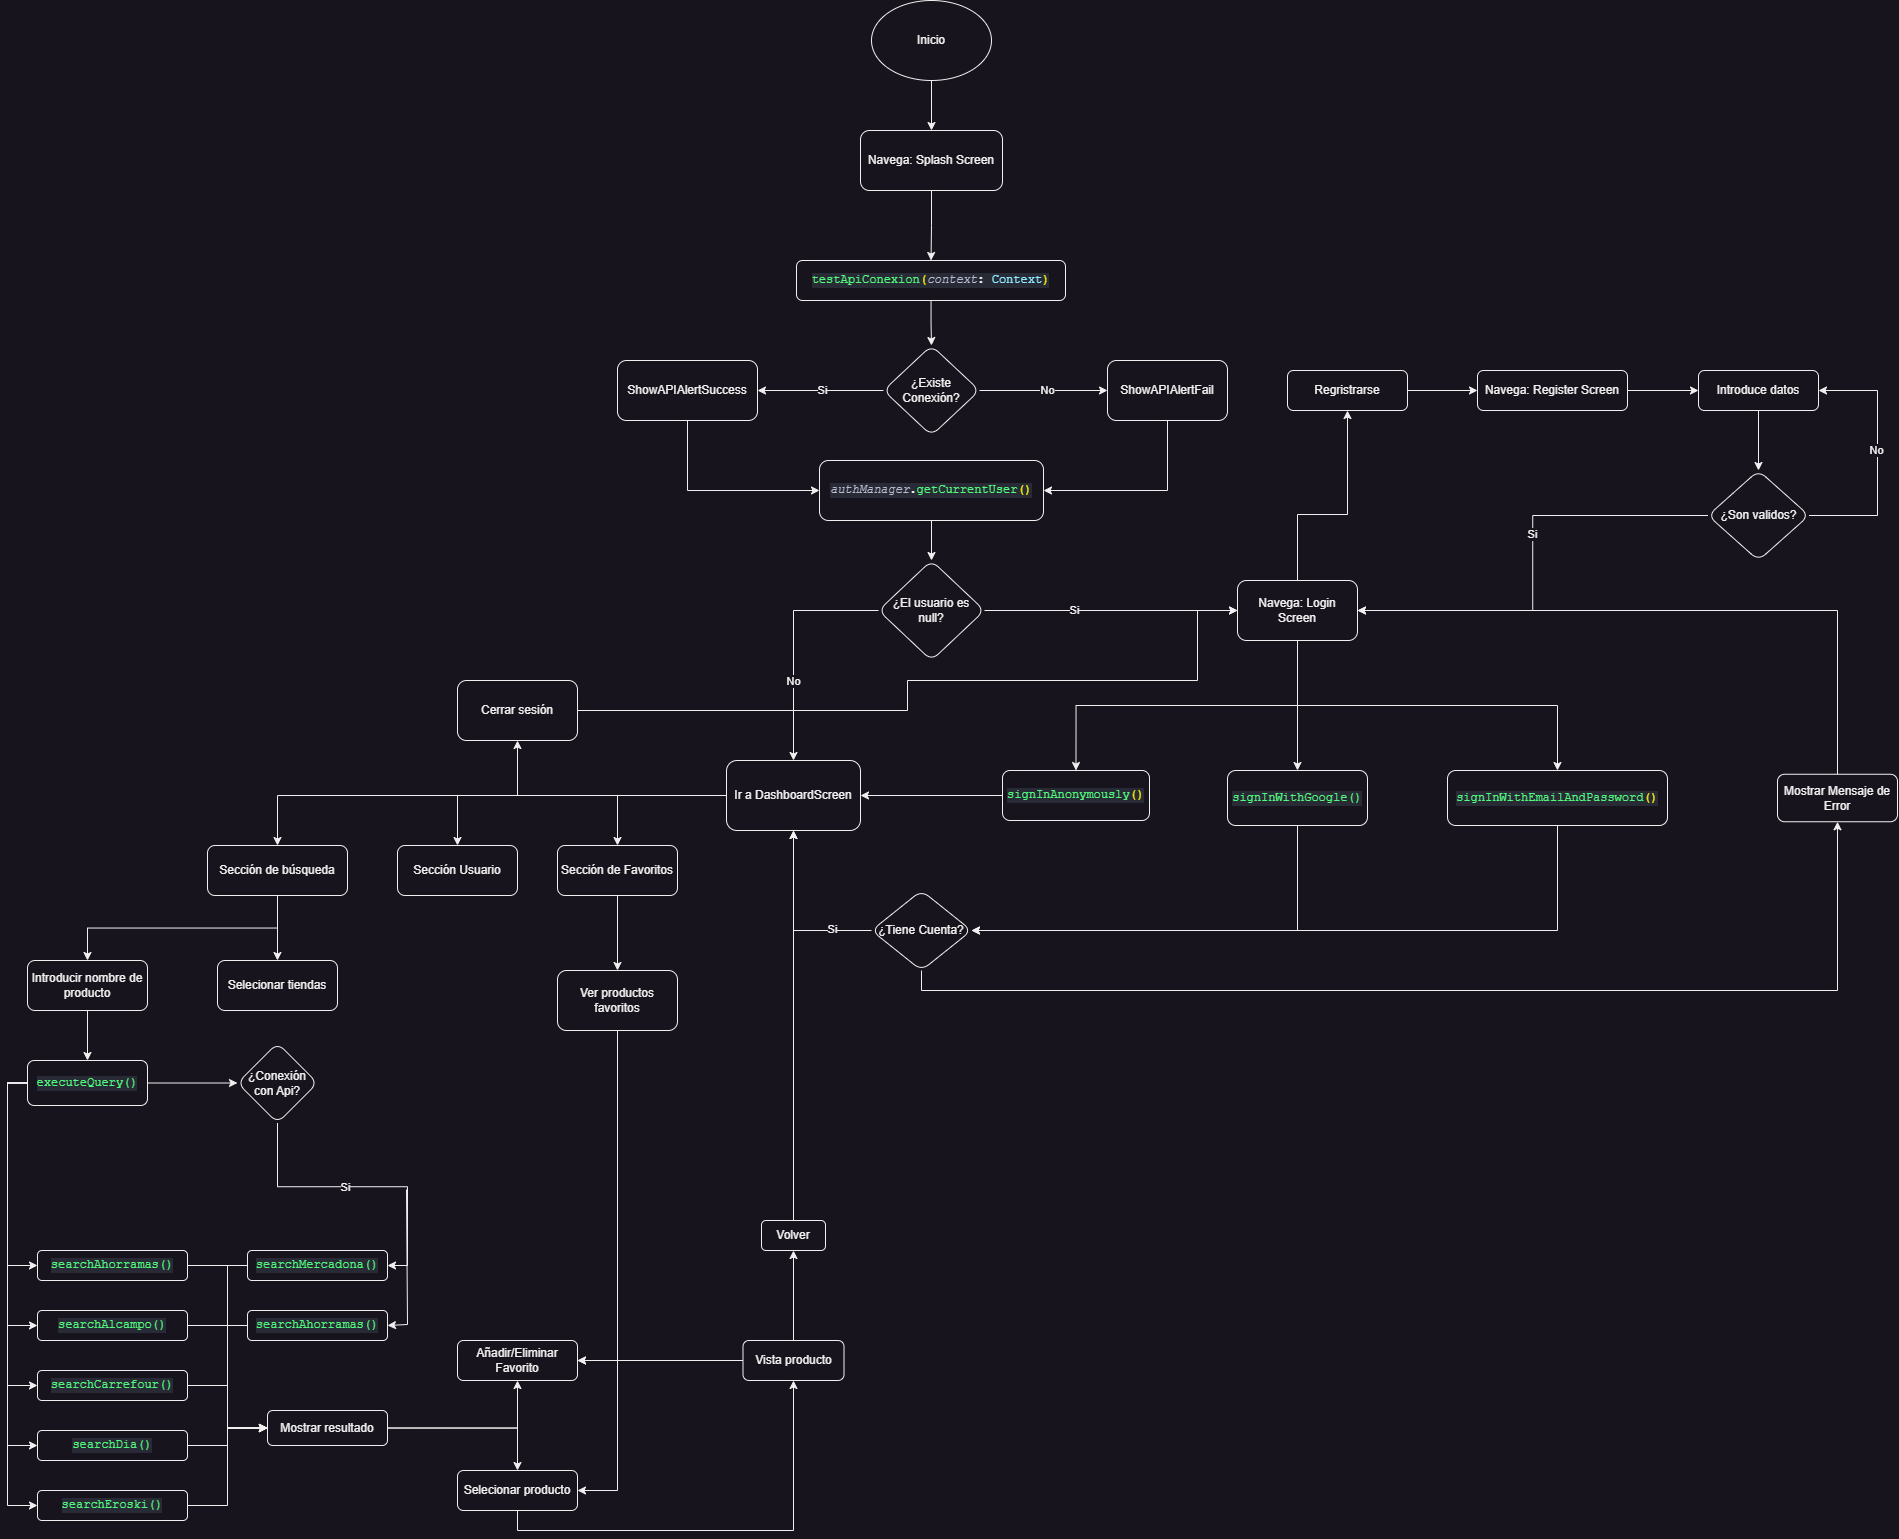 Inicio
Navega: Splash Screen
testApiConexion(context: Context)
¿Existe
Conexión?
Si
No
ShowAPIAlertSuccess
ShowAPIAlertFail
Regristrarse
Navega: Register Screen
Introduce datos
No
authManager.getCurrentUser()
¿Son validos?
Si
¿El usuario es
null?
Si
Navega: Login
Screen
No
Cerrar sesión
Ir a DashboardScreen
signInAnonymously()
signInWithGoogle()
signInWithEmailAndPassword()
Mostrar Mensaje de
Error
Sección de búsqueda
Sección Usuario
Sección de Favoritos
Si
¿Tiene Cuenta?
Introducir nombre de
producto
Selecionar tiendas
Ver productos
favoritos
executeQuery()
¿Conexión
con Api?
Si
Volver
searchAhorramas()
searchMercadona()
searchAlcampo()
searchAhorramas()
Añadir/Eliminar
Favorito
Vista producto
searchCarrefour()
Mostrar resultado
searchDia()
Selecionar producto
searchEroski()